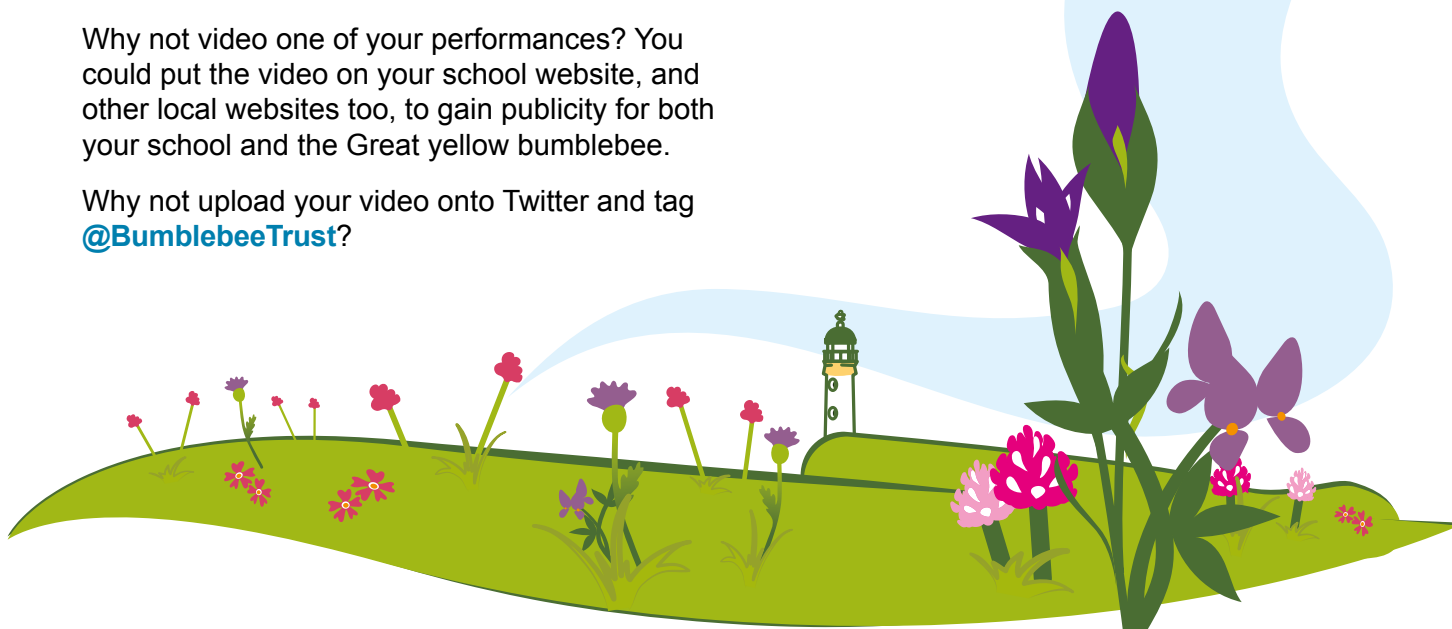 Why not video one of your performances? You
could put the video on your school website, and
other local websites too, to gain publicity for both
your school and the Great yellow bumblebee.
Why not upload your video onto Twitter and tag
@BumblebeeTrust?